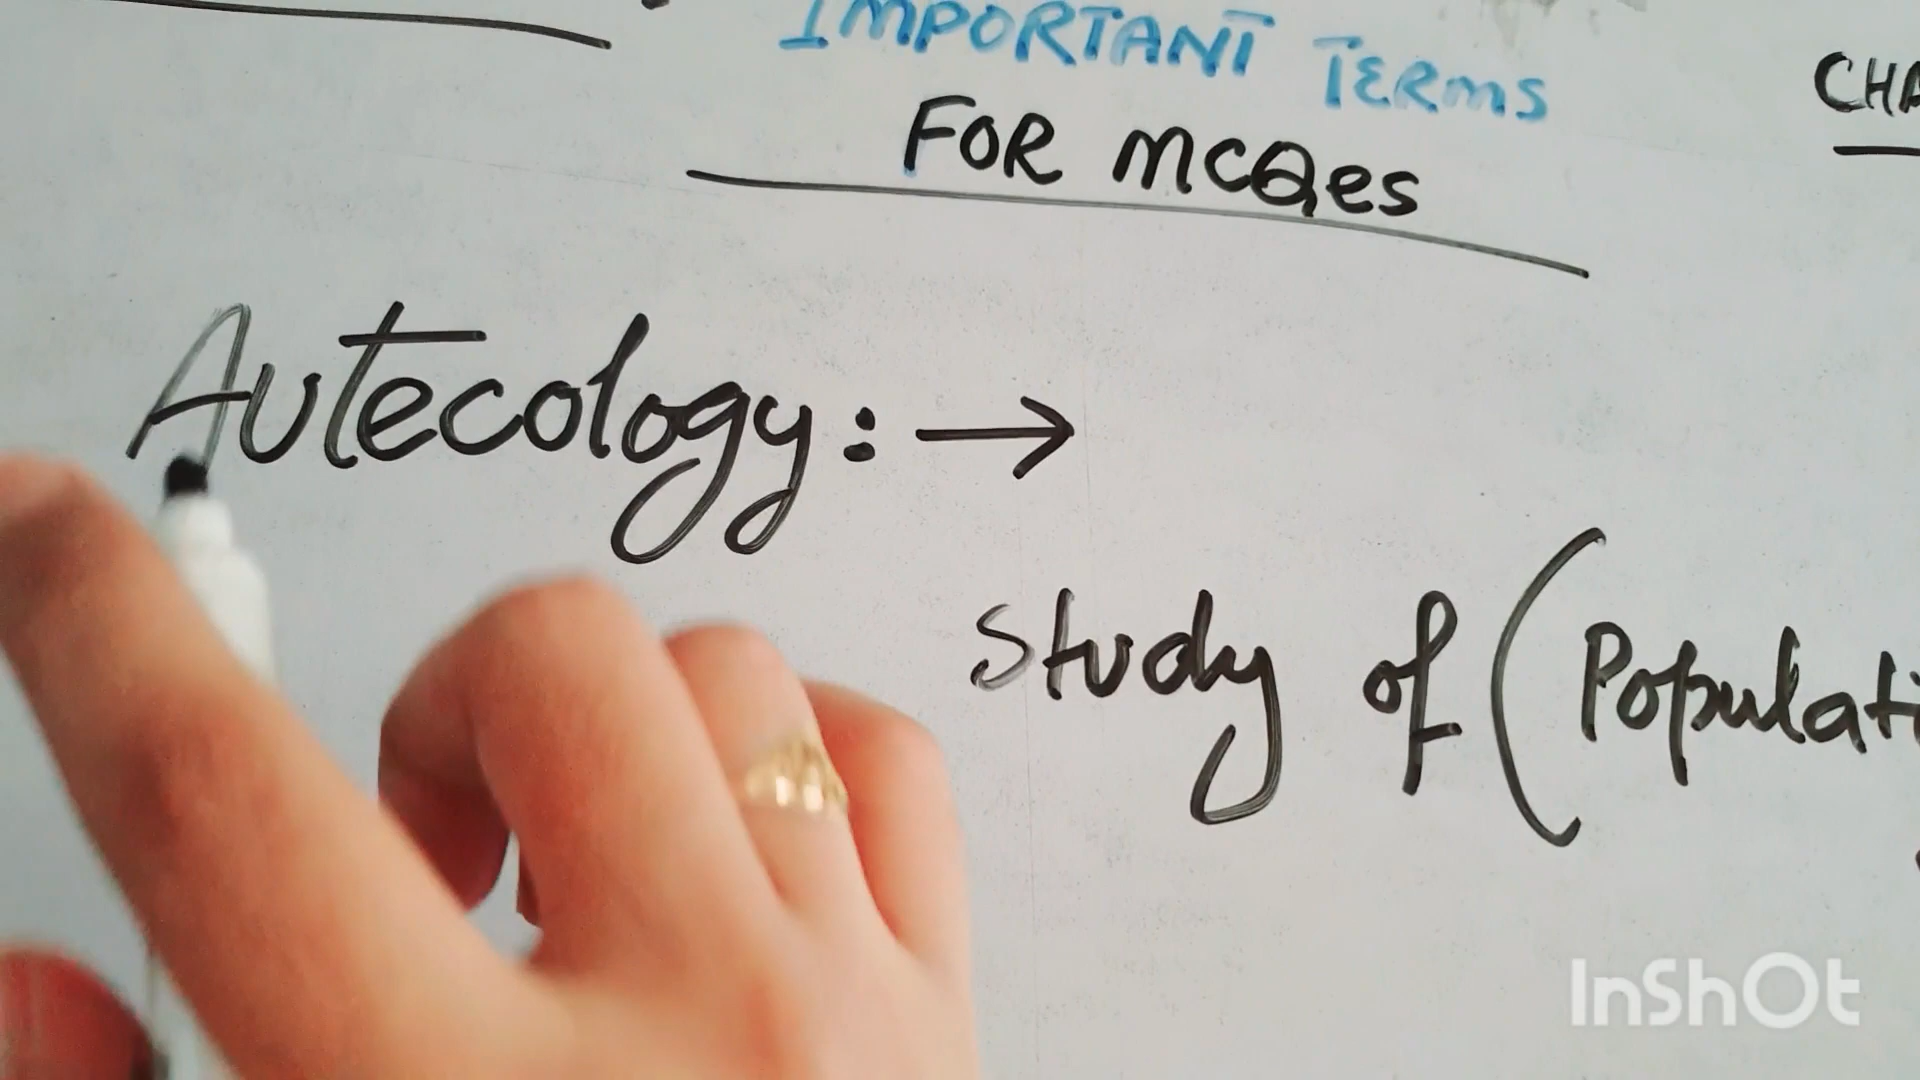 IMPORTANT TERMS
FOR MCQes
CHA
Autecology: →
Study of (Populati
InShOt